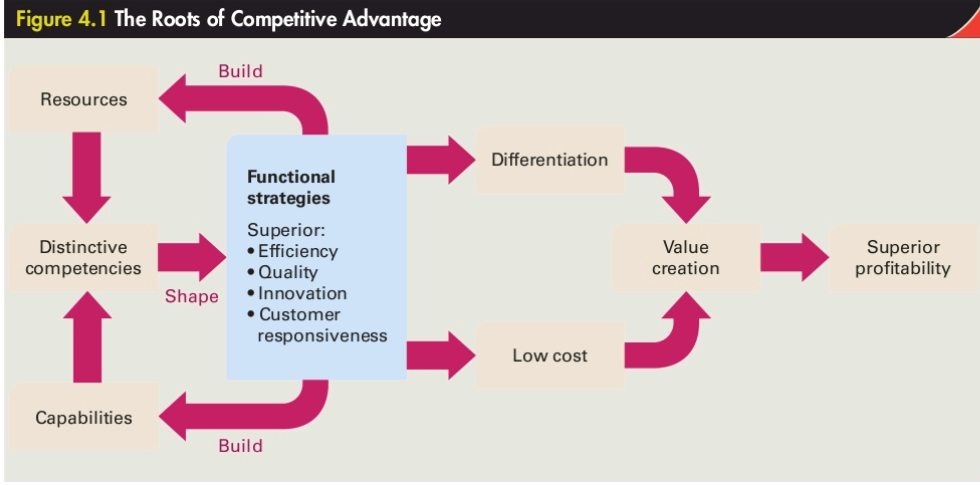 Figure 4.1 The Roots of Competitive Advantage
Build
Resources
Differentiation
Functional
strategies
Superior:
• Efficiency
• Quality
• Innovation
• Customer
responsiveness
Distinctive
competencies
Shape
Value
creation
Superior
profitability
Low cost
Capabilities
Build